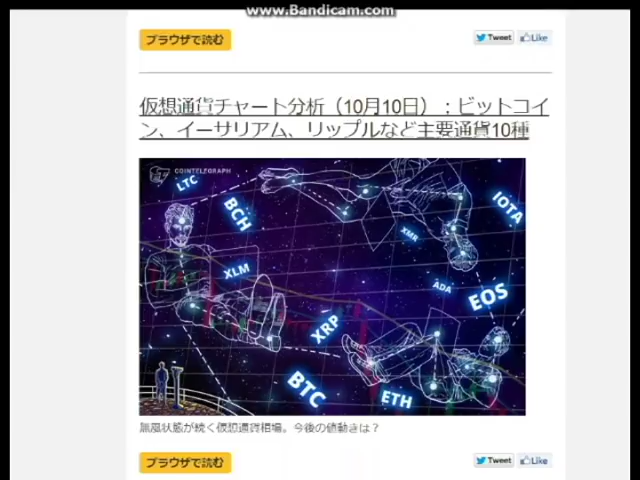 www.Bandicam.com
ブラウザで読む
Tweet
Like
仮想通貨チャート分析（10月10日）：ビットコイ
ン、イーサリアム、リップルなど主要通貨10種
COINTELEGRAPH
LTC
BCH
IOTA
XMR
XLM
ADA
EOS
XRP
BTC
ETH
無風状態が続く仮想通貨相場。今後の値動きは？
ブラウザで読む
Tweet
Like